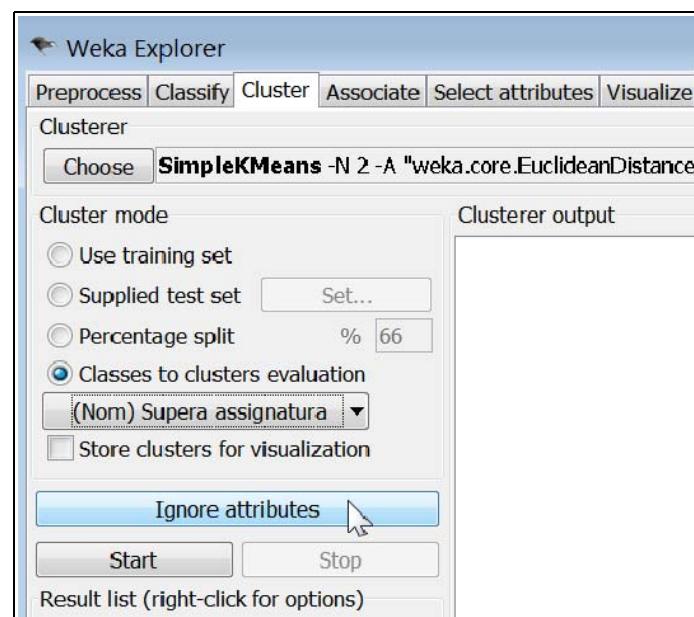 Weka Explorer
Preprocess Classify Cluster Associate Select attributes Visualize
Clusterer
Choose SimpleKMeans -N 2 -A "weka.core.EuclideanDistance
Cluster mode
Use training set
Supplied test set Set...
Percentage split % 66
Classes to clusters evaluation
(Nom) Supera assignatura
Store clusters for visualization
Ignore attributes
Start Stop
Result list (right-click for options)
Clusterer output